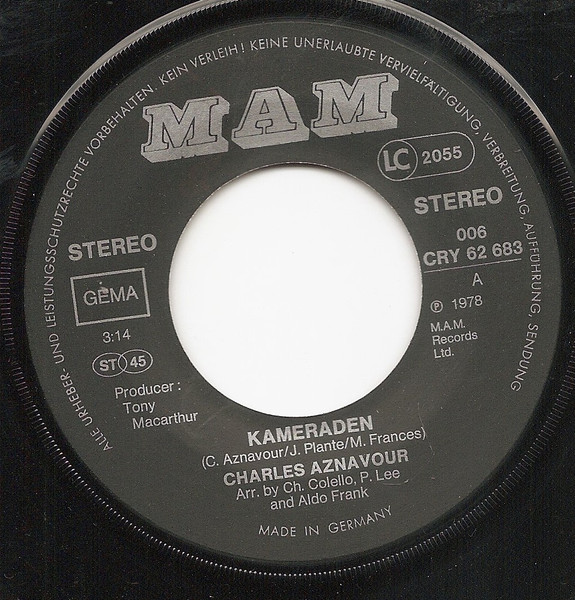 ALLE URHEBER- UND LEISTUNGSSCHUTZRECHTE VORBEHALTEN. KEIN VERLEIH! KEINE UNERLAUBTE VERVIELFÄLTIGUNG, VERBREITUNG, AUFFÜHRUNG, SENDUNG
MAM
LC 2055
STEREO
STEREO
006
CRY 62 683
GEMA
A
℗ 1978
3:14
M.A.M.
Records
Ltd.
ST 45
Producer:
Tony
Macarthur
KAMERADEN
(C. Aznavour/J. Plante/M. Frances)
CHARLES AZNAVOUR
Arr. by Ch. Colello, P. Lee
and Aldo Frank
MADE IN GERMANY